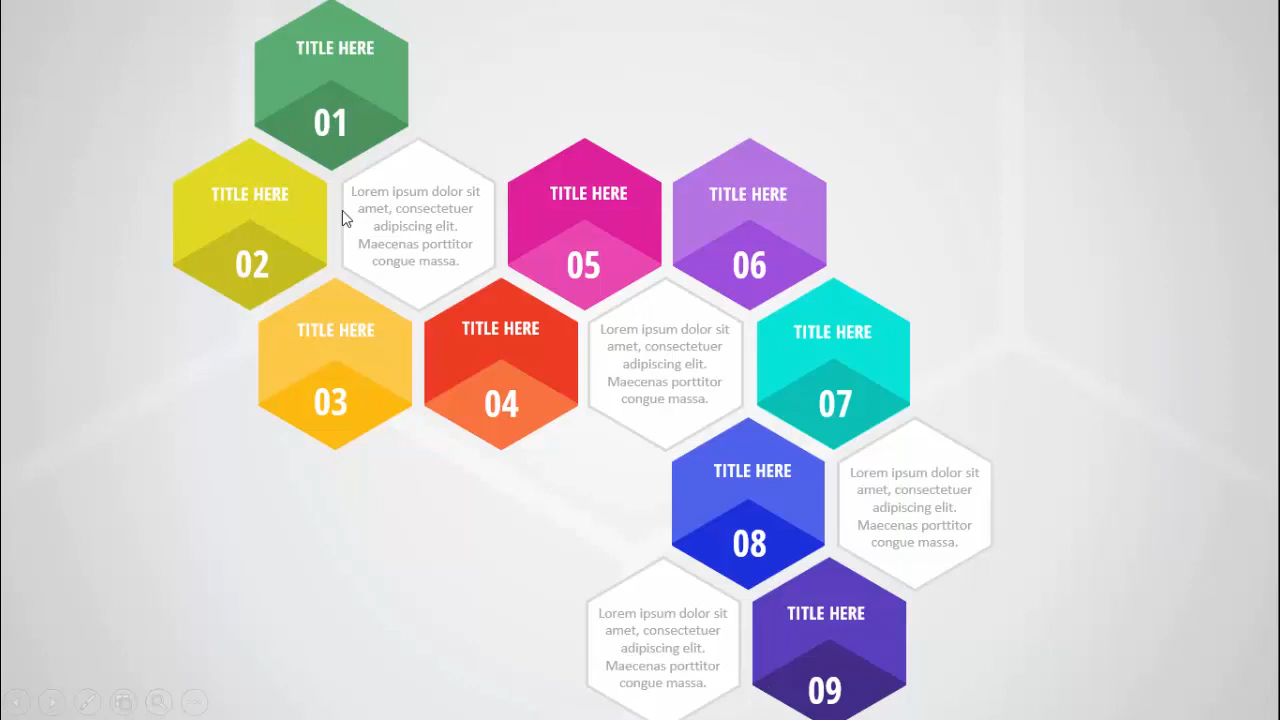 TITLE HERE
01
TITLE HERE
02
Lorem ipsum dolor sit
amet, consectetuer
adipiscing elit.
Maecenas porttitor
congue massa.
TITLE HERE
05
TITLE HERE
06
TITLE HERE
03
TITLE HERE
04
Lorem ipsum dolor sit
amet, consectetuer
adipiscing elit.
Maecenas porttitor
congue massa.
TITLE HERE
07
TITLE HERE
08
Lorem ipsum dolor sit
amet, consectetuer
adipiscing elit.
Maecenas porttitor
congue massa.
Lorem ipsum dolor sit
amet, consectetuer
adipiscing elit.
Maecenas porttitor
congue massa.
TITLE HERE
09